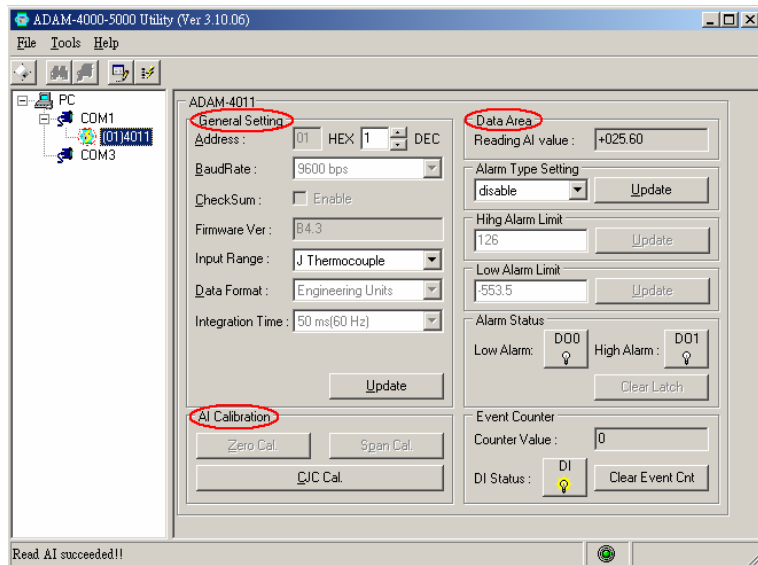 ADAM-4000-5000 Utility (Ver 3.10.06)
File Tools Help
PC
COM1
(01)4011
COM3
ADAM-4011
General Setting
Address : 01 HEX 1 DEC
BaudRate : 9600 bps
CheckSum : Enable
Firmware Ver : B4.3
Input Range : J Thermocouple
Data Format : Engineering Units
Integration Time : 50 ms(60 Hz)
Update
AI Calibration
Zero Cal. Span Cal.
CJC Cal.
Data Area
Reading AI value : +025.60
Alarm Type Setting
disable Update
Hihg Alarm Limit
126 Update
Low Alarm Limit
-553.5 Update
Alarm Status
Low Alarm: DO0 High Alarm : DO1
Clear Latch
Event Counter
Counter Value : 0
DI Status : DI Clear Event Cnt
Read AI succeeded!!